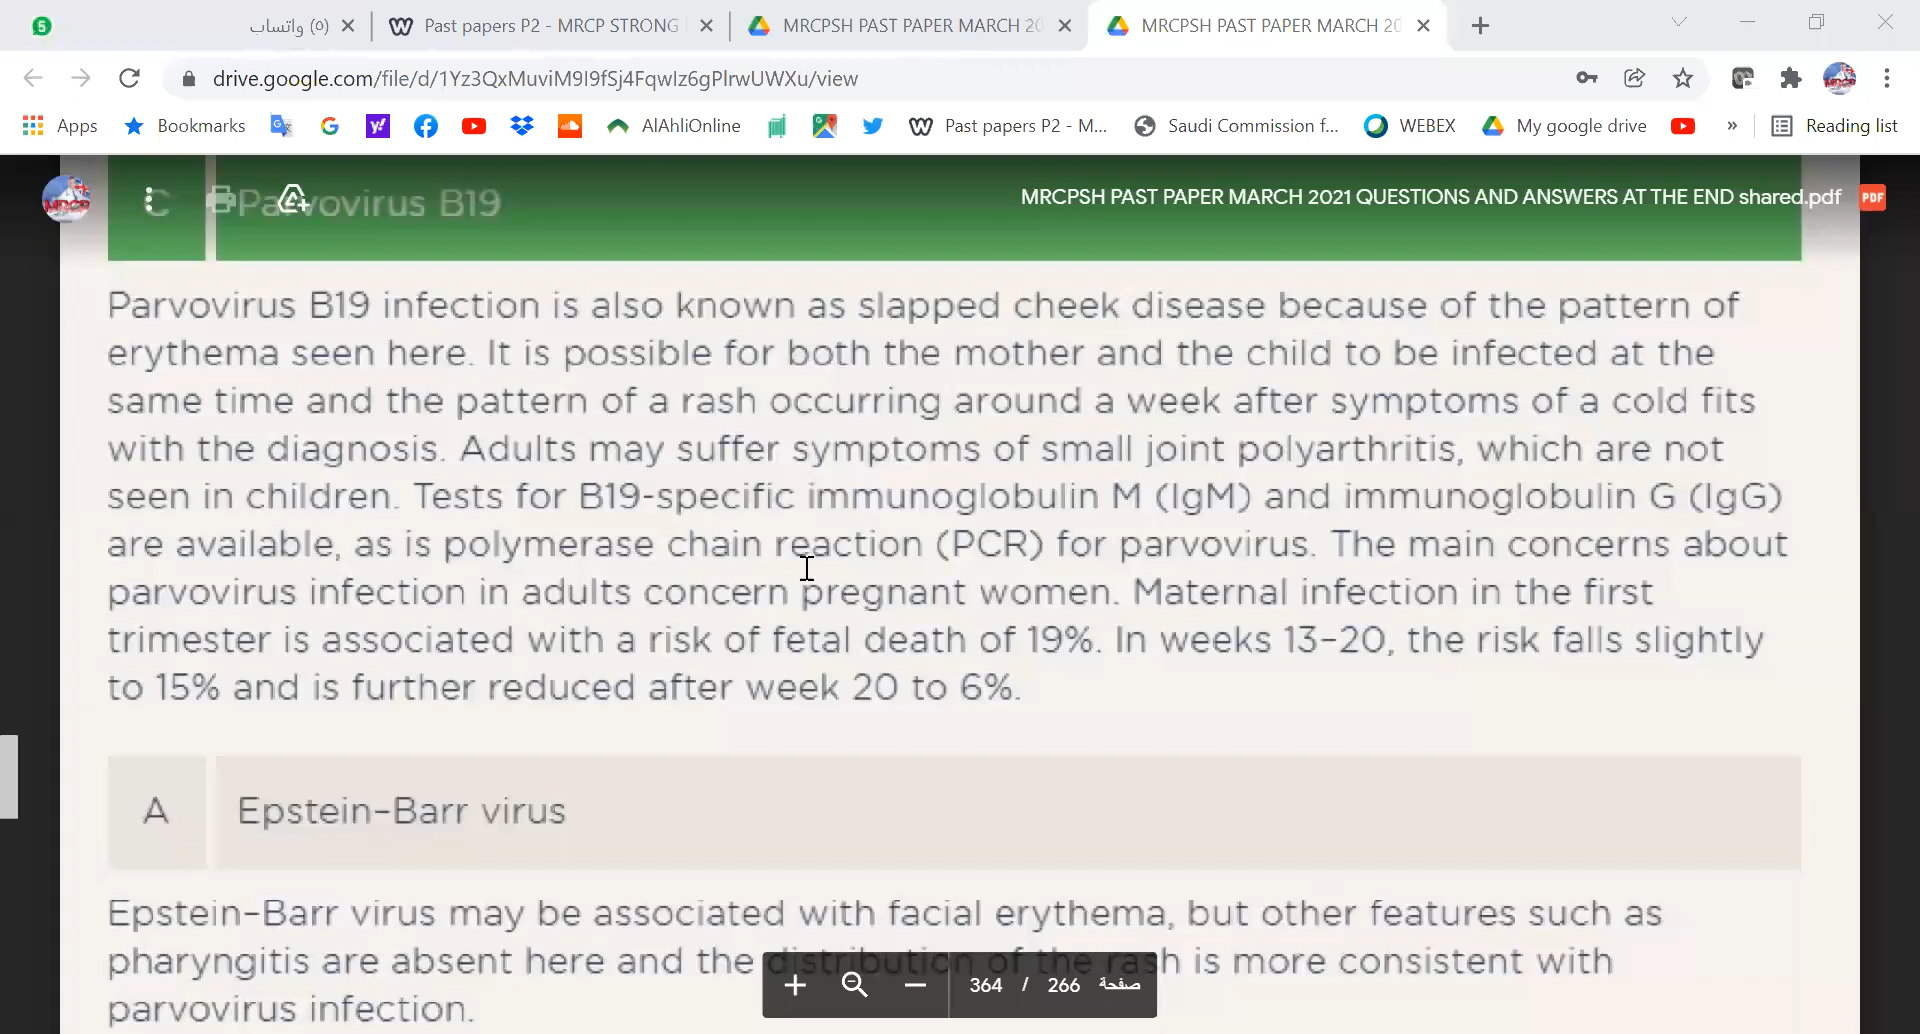 5
واتساب (٥)
Past papers P2 - MRCP STRONG
MRCPSH PAST PAPER MARCH 20
MRCPSH PAST PAPER MARCH 20
drive.google.com/file/d/1Yz3QxMuviM9I9fSj4FqwIz6gPlrwUWXu/view
Apps
Bookmarks
AlAhliOnline
Past papers P2 - M...
Saudi Commission f...
WEBEX
My google drive
»
Reading list
MRCP
C
Parvovirus B19
MRCPSH PAST PAPER MARCH 2021 QUESTIONS AND ANSWERS AT THE END shared.pdf
PDF
Parvovirus B19 infection is also known as slapped cheek disease because of the pattern of
erythema seen here. It is possible for both the mother and the child to be infected at the
same time and the pattern of a rash occurring around a week after symptoms of a cold fits
with the diagnosis. Adults may suffer symptoms of small joint polyarthritis, which are not
seen in children. Tests for B19-specific immunoglobulin M (IgM) and immunoglobulin G (IgG)
are available, as is polymerase chain reaction (PCR) for parvovirus. The main concerns about
parvovirus infection in adults concern pregnant women. Maternal infection in the first
trimester is associated with a risk of fetal death of 19%. In weeks 13–20, the risk falls slightly
to 15% and is further reduced after week 20 to 6%.
A
Epstein–Barr virus
Epstein–Barr virus may be associated with facial erythema, but other features such as
pharyngitis are absent here and the distribution of the rash is more consistent with
parvovirus infection.
364 / 266 صفحة